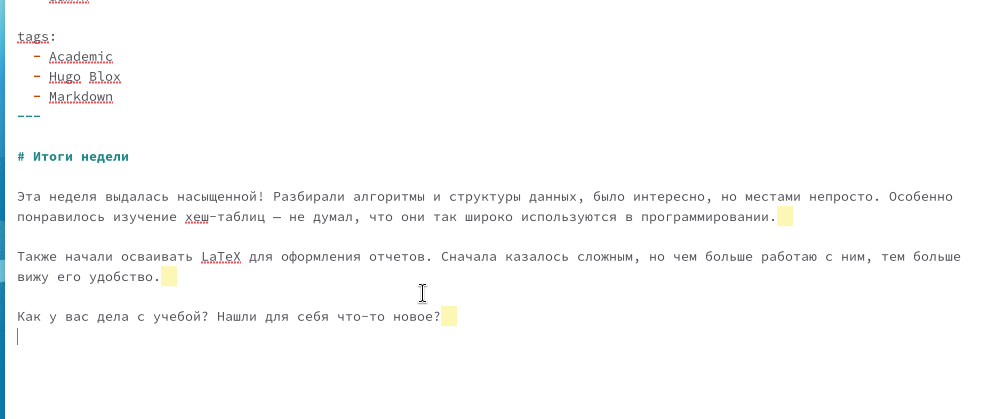 tags:
- Academic
- Hugo Blox
- Markdown
---
# Итоги недели
Эта неделя выдалась насыщенной! Разбирали алгоритмы и структуры данных, было интересно, но местами непросто. Особенно
понравилось изучение хеш-таблиц — не думал, что они так широко используются в программировании.
Также начали осваивать LaTeX для оформления отчетов. Сначала казалось сложным, но чем больше работаю с ним, тем больше
вижу его удобство.
Как у вас дела с учебой? Нашли для себя что-то новое?